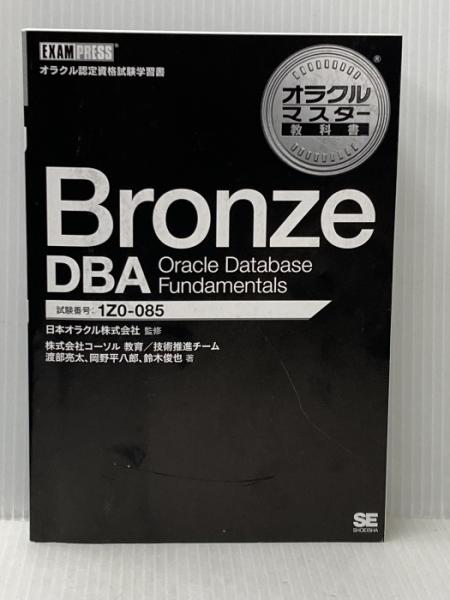 EXAMPRESS®
オラクル認定資格試験学習書
オラクル
マスター
教科書
®
Bronze
DBA Oracle Database
Fundamentals
試験番号: 1Z0-085
日本オラクル株式会社 監修
株式会社コーソル 教育／技術推進チーム
渡部亮太、岡野平八郎、鈴木俊也 著
SE
SHOEISHA